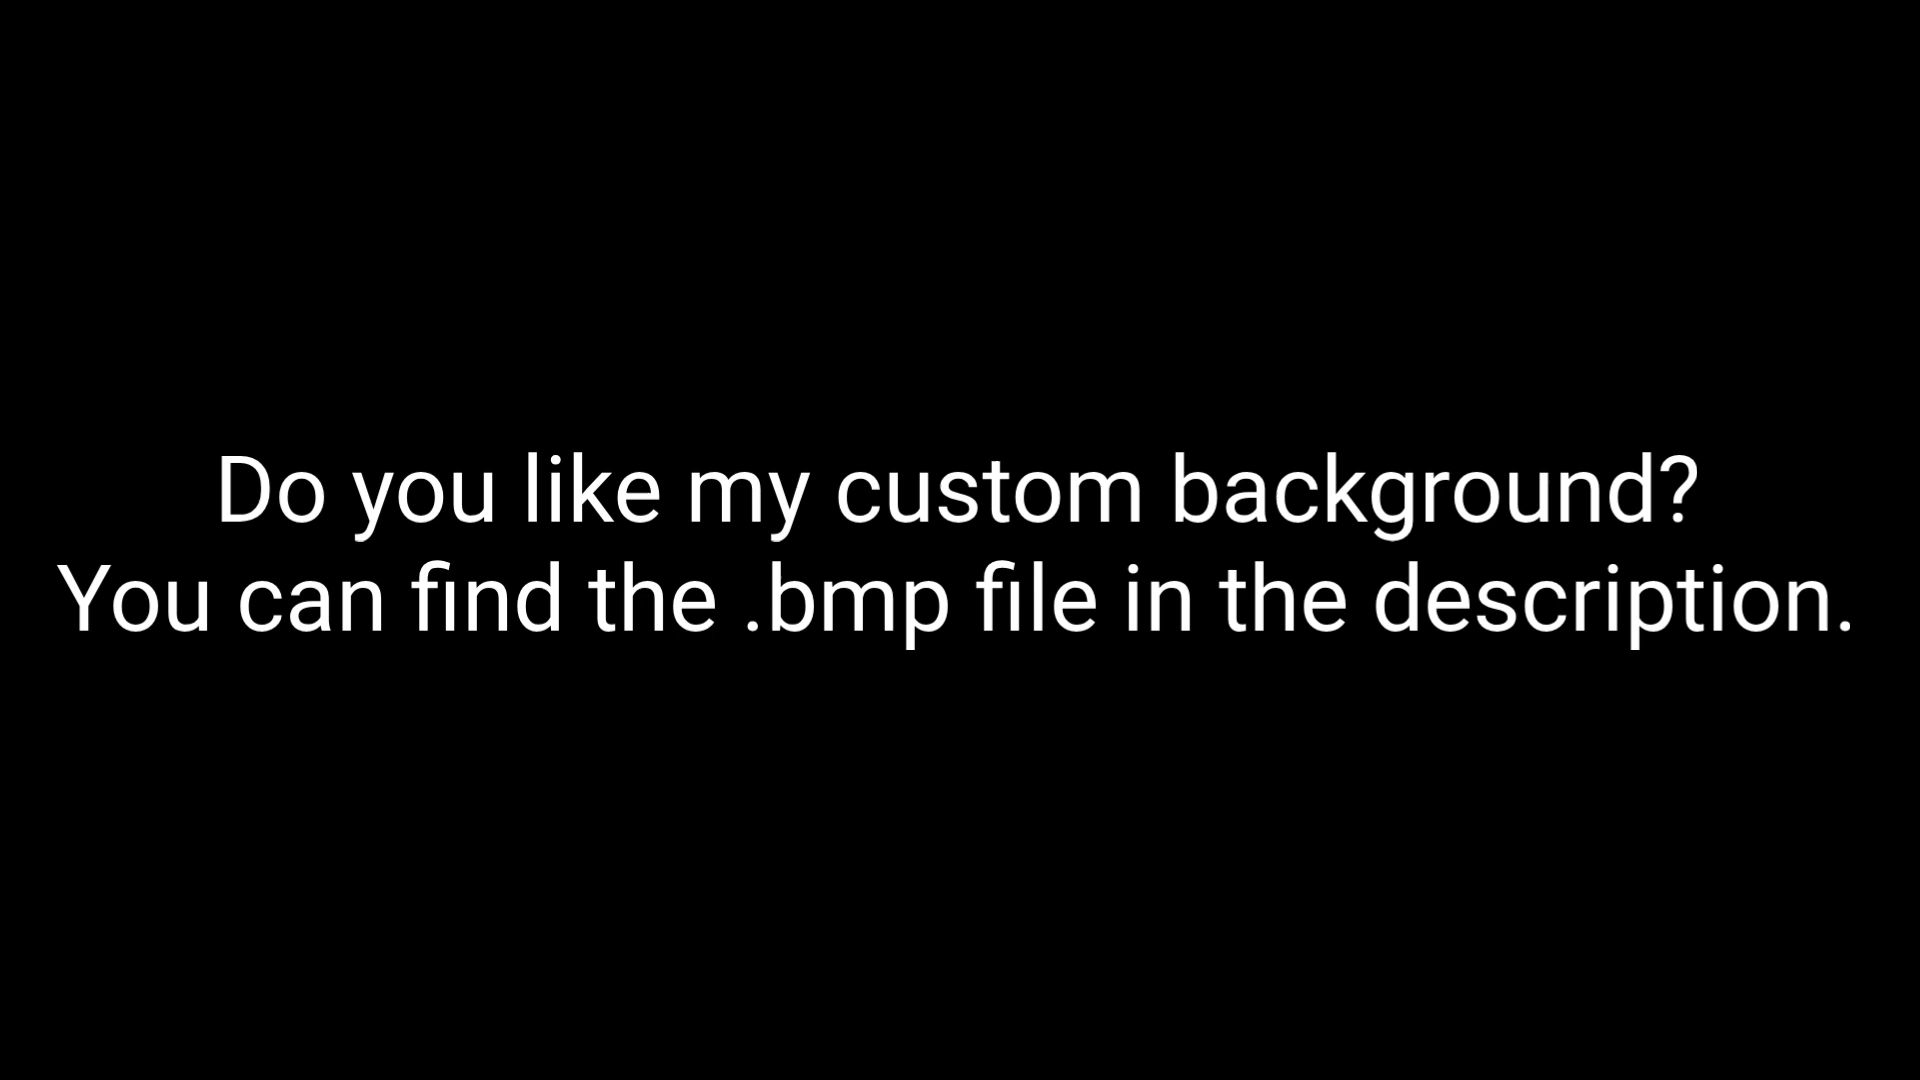 Do you like my custom background?
You can find the .bmp file in the description.